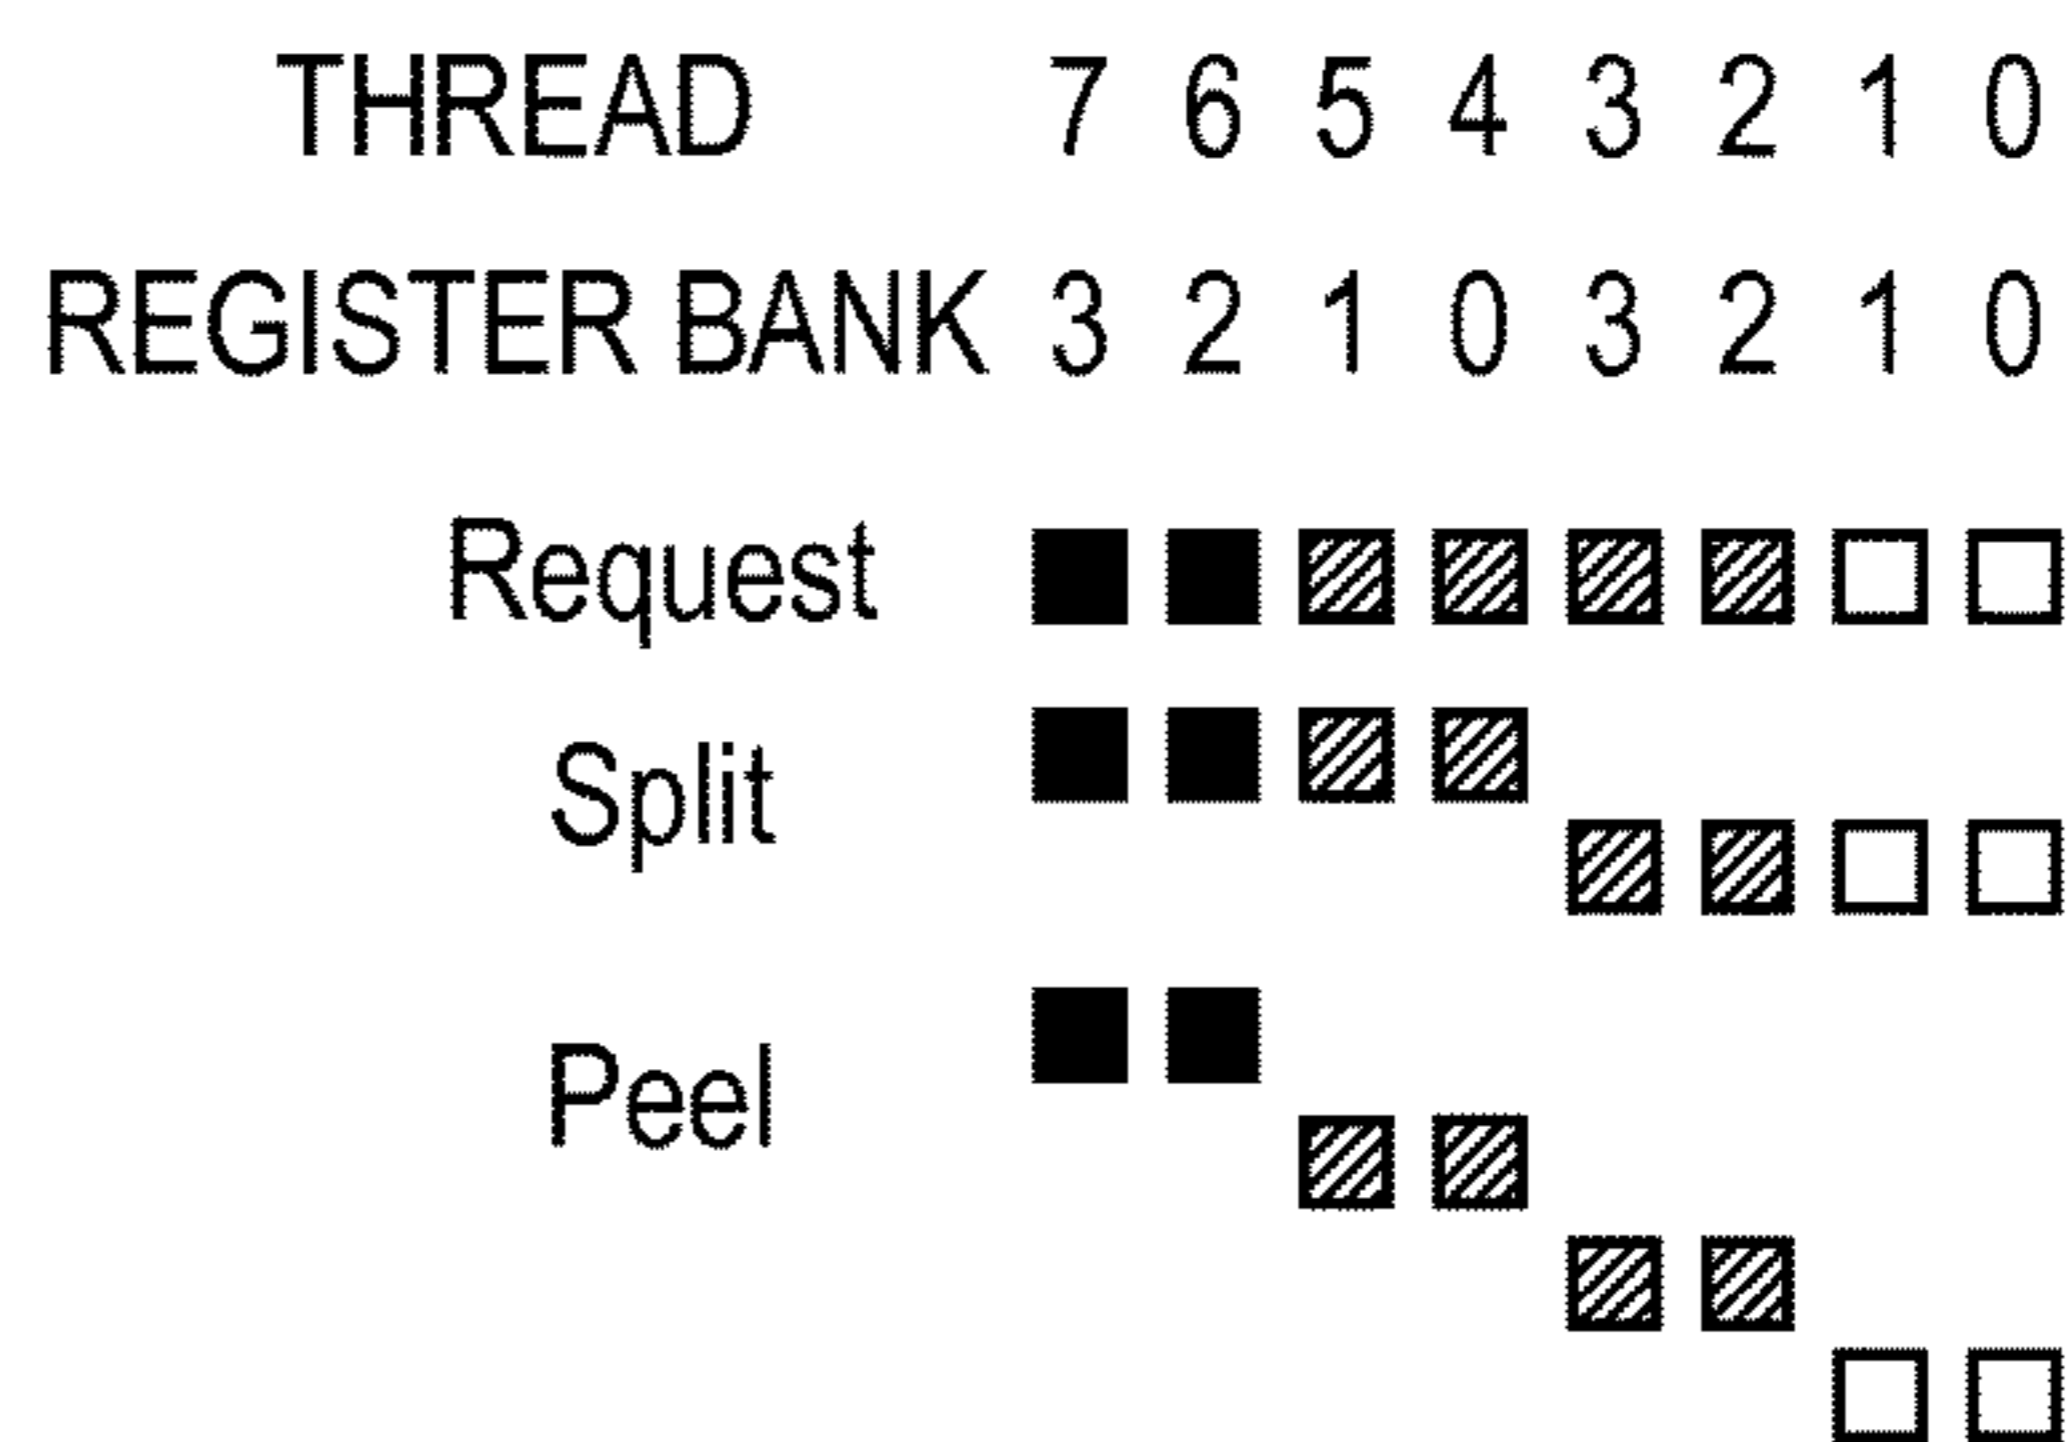 THREAD 7 6 5 4 3 2 1 0
REGISTER BANK 3 2 1 0 3 2 1 0
Request
Split
Peel